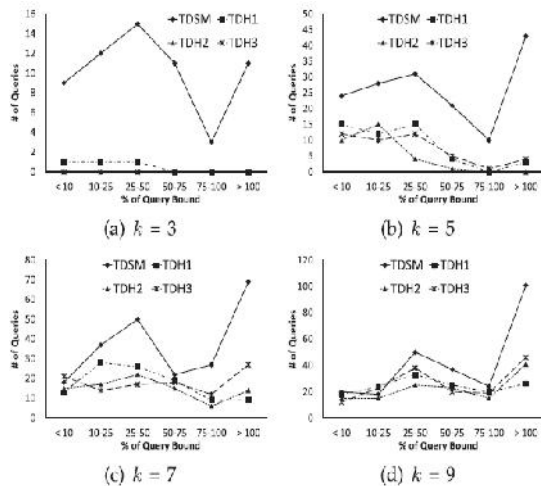 16
14
12
10
8
6
4
2
0
# of Queries
TDSM TDH1
TDH2 TDH3
< 10 10-25 25-50 50-75 75-100 > 100
% of Query Bound
(a) k = 3
50
45
40
35
30
25
20
15
10
5
0
# of Queries
TDSM TDH1
TDH2 TDH3
< 10 10-25 25-50 50-75 75-100 > 100
% of Query Bound
(b) k = 5
80
70
60
50
40
30
20
10
0
# of Queries
TDSM TDH1
TDH2 TDH3
< 10 10-25 25-50 50-75 75-100 > 100
% of Query Bound
(c) k = 7
120
100
80
60
40
20
0
# of Queries
TDSM TDH1
TDH2 TDH3
< 10 10-25 25-50 50-75 75-100 > 100
% of Query Bound
(d) k = 9